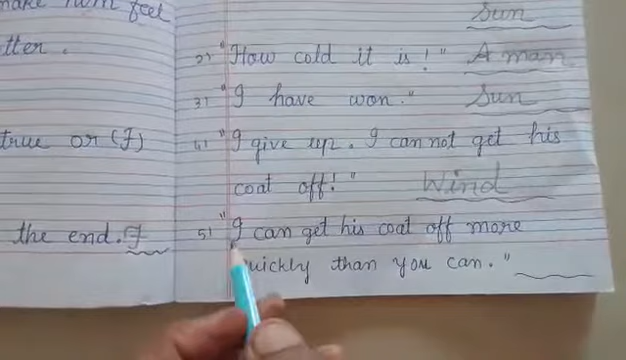 make him feel
tter.
true or (F)
the end. F
Sun
2) "How cold it is!" A man
3) "I have won." Sun
4) "I give up. I cannot get his
coat off!" Wind
5) "I can get his coat off more
quickly than you can."